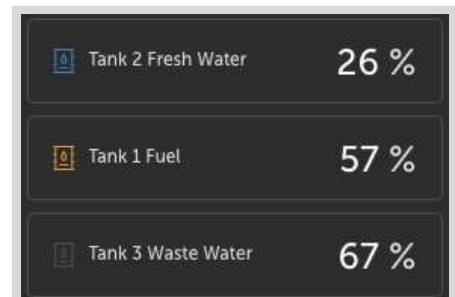 Tank 2 Fresh Water 26 %
Tank 1 Fuel 57 %
Tank 3 Waste Water 67 %